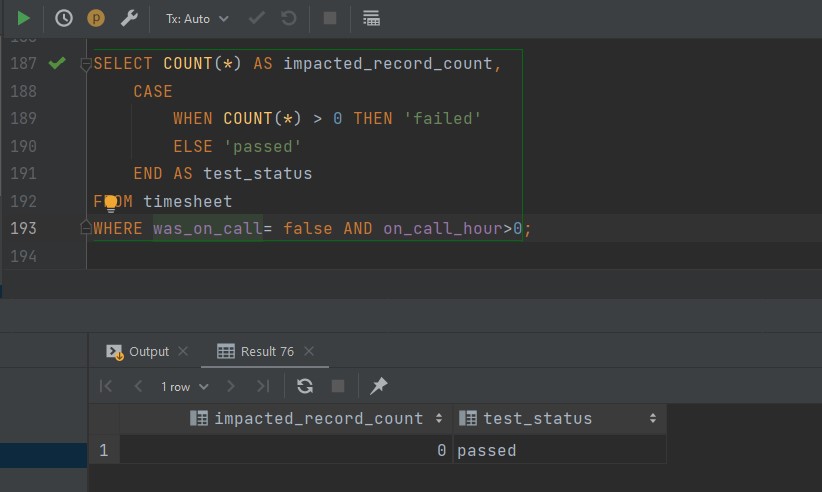 Tx: Auto
187 SELECT COUNT(*) AS impacted_record_count,
188 CASE
189 WHEN COUNT(*) > 0 THEN 'failed'
190 ELSE 'passed'
191 END AS test_status
192 FROM timesheet
193 WHERE was_on_call= false AND on_call_hour>0;
194
Output Result 76
1 row
impacted_record_count test_status
1 0 passed